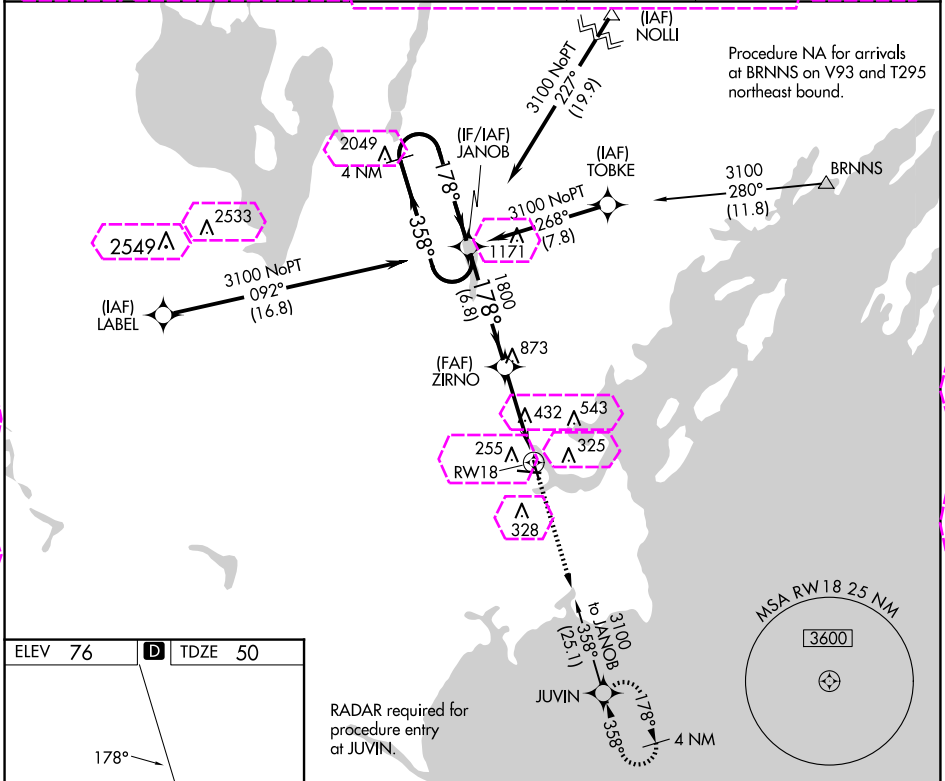 (IAF)
NOLLI
Procedure NA for arrivals
at BRNNS on V93 and T295
northeast bound.
3100 NoPT
227°
(19.9)
2049
4 NM
(IF/IAF)
JANOB
178°
358°
(IAF)
TOBKE
3100
280°
(11.8)
BRNNS
3100 NoPT
268°
(7.8)
1171
2549
2533
3100 NoPT
092°
(16.8)
(IAF)
LABEL
1800
178°
(6.8)
873
(FAF)
ZIRNO
432
543
255
325
RW18
328
MSA RW18 25 NM
3600
3100
to JANOB
358°
(25.1)
JUVIN
178°
358°
4 NM
ELEV 76
D
TDZE 50
178°
RADAR required for
procedure entry
at JUVIN.